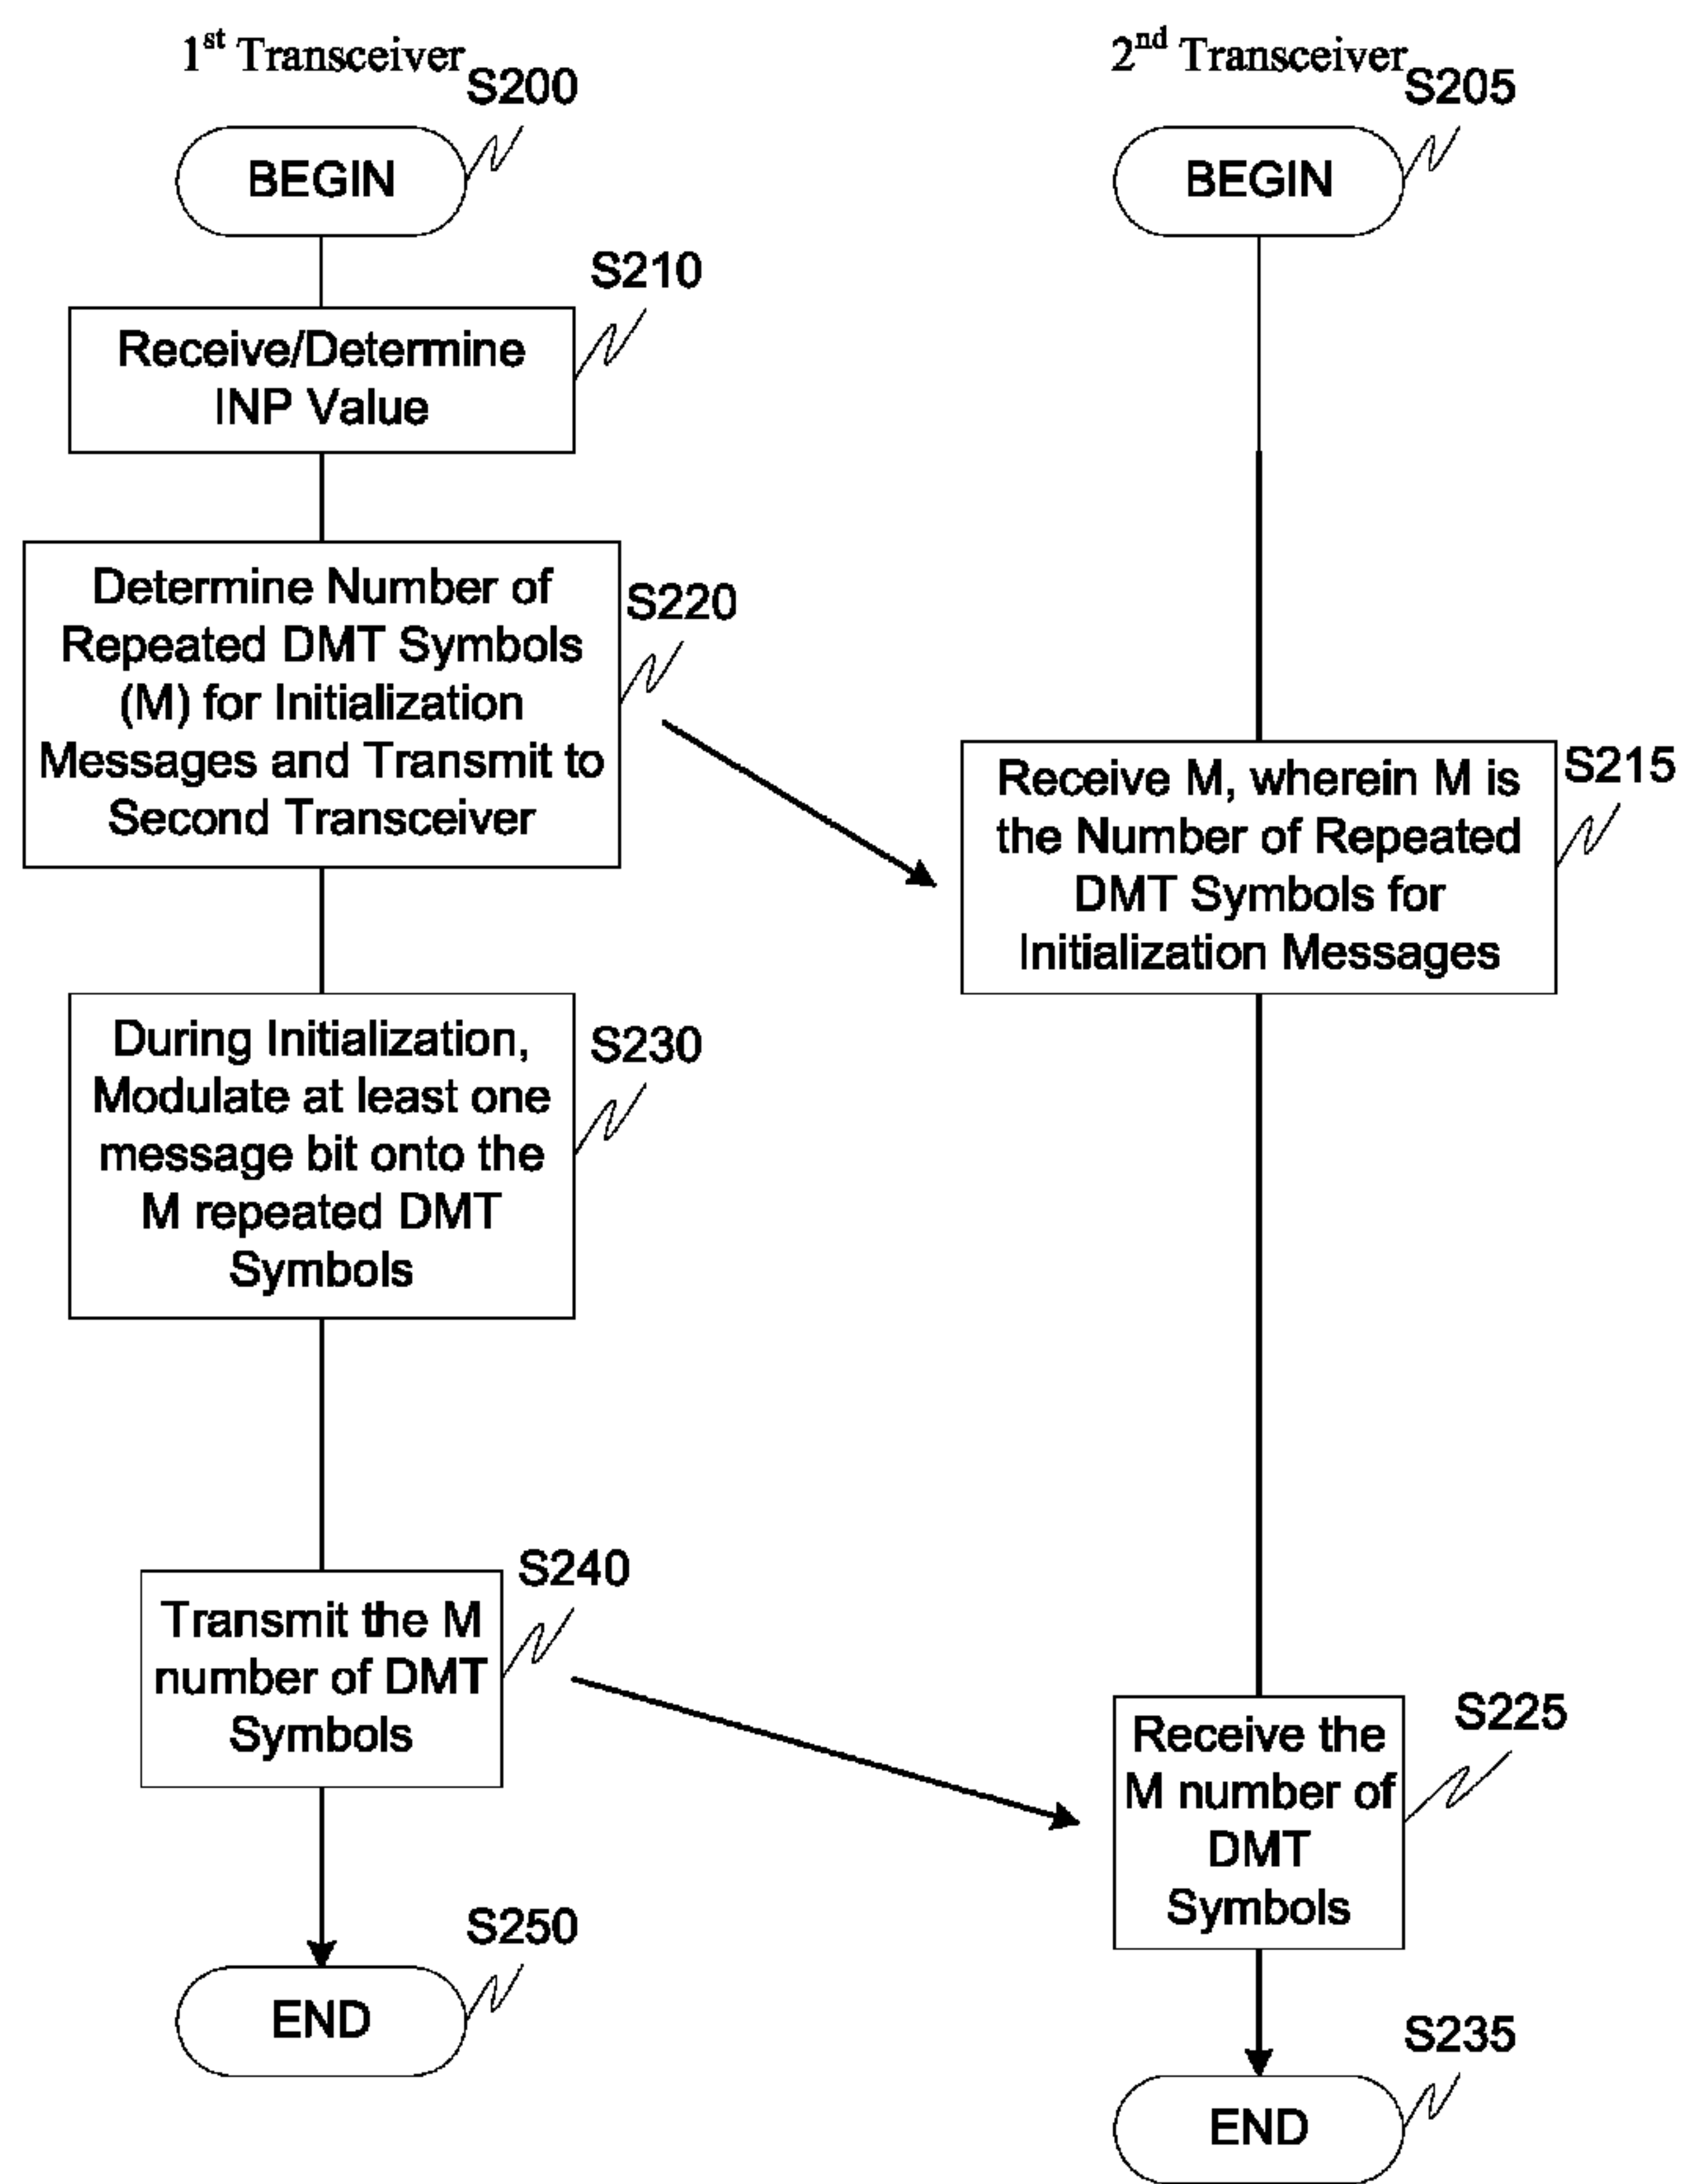 1st Transceiver
S200
BEGIN
S210
Receive/Determine
INP Value
Determine Number of
Repeated DMT Symbols
(M) for Initialization
Messages and Transmit to
Second Transceiver
S220
During Initialization,
Modulate at least one
message bit onto the
M repeated DMT
Symbols
S230
S240
Transmit the M
number of DMT
Symbols
S250
END
2nd Transceiver
S205
BEGIN
Receive M, wherein M is
the Number of Repeated
DMT Symbols for
Initialization Messages
S215
S225
Receive the
M number of
DMT
Symbols
S235
END